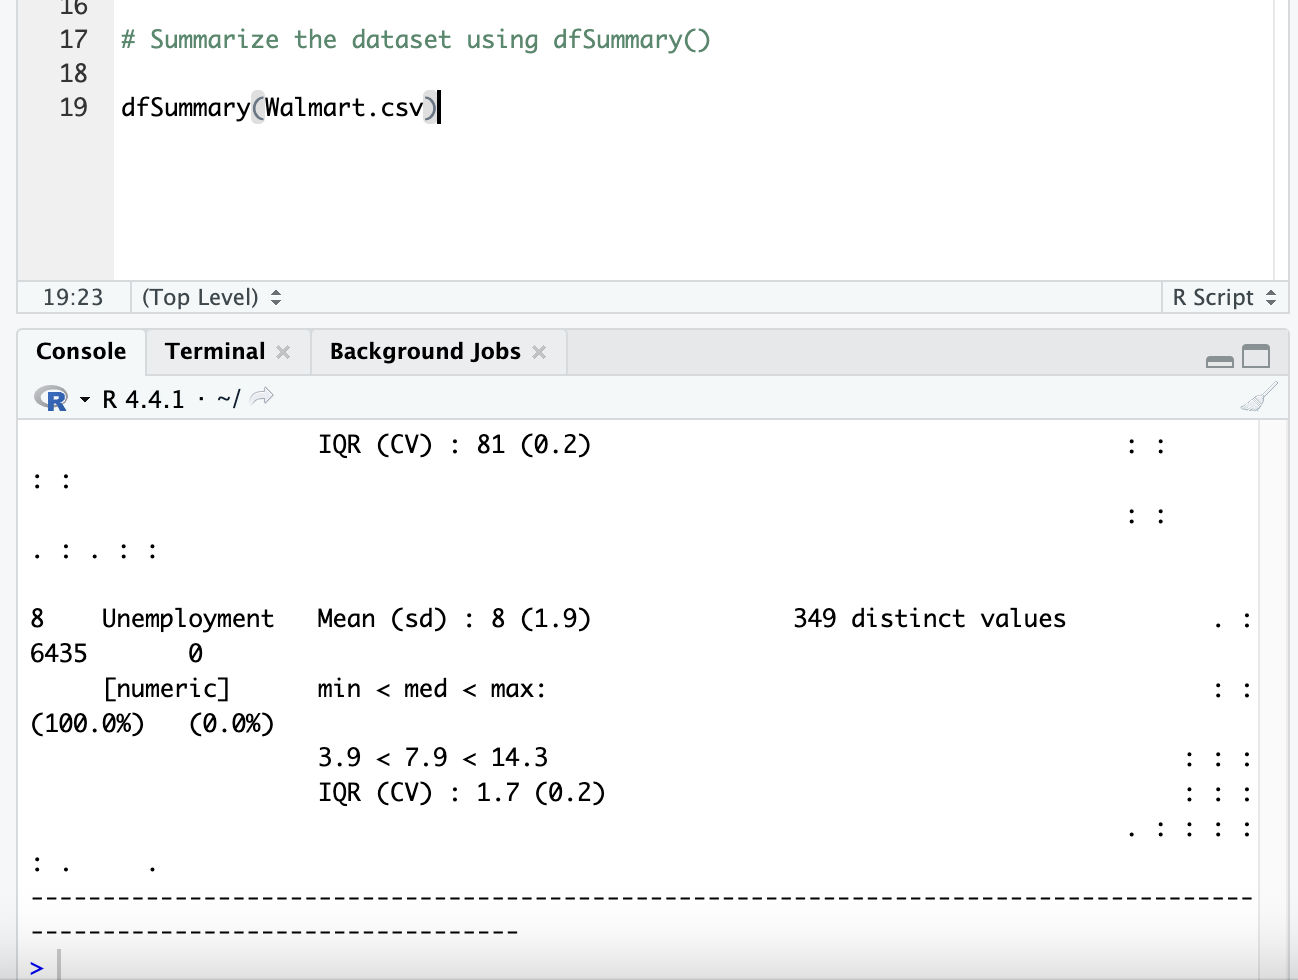 16
17 # Summarize the dataset using dfSummary()
18
19 dfSummary(Walmart.csv)
19:23 (Top Level) R Script
Console Terminal Background Jobs
R 4.4.1 · ~/
IQR (CV) : 81 (0.2) : :
: :
: :
. : . : :
8 Unemployment Mean (sd) : 8 (1.9) 349 distinct values . :
6435 0
[numeric] min < med < max: : :
(100.0%) (0.0%)
3.9 < 7.9 < 14.3 : : :
IQR (CV) : 1.7 (0.2) : : :
. : : : :
: . .
-------------------------------------------------------------------------------------
----------------------------------
>